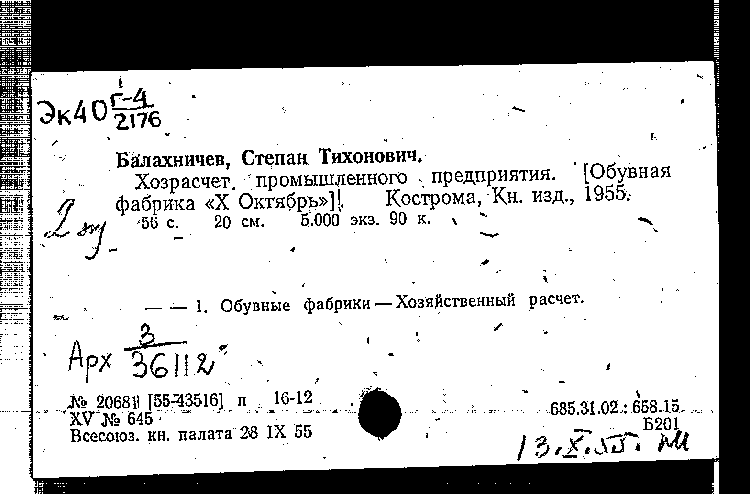 Эк40 Г-4
2176
Балахничев, Степан Тихонович.
Хозрасчет промышленного предприятия. [Обувная
фабрика «X Октябрь»]. Кострома, Кн. изд., 1955.
56 с. 20 см. 5.000 экз. 90 к.
— — 1. Обувные фабрики — Хозяйственный расчет.
Арх 3
36112
№ 20681 [55-43516] п 16-12
XV № 645
Всесоюз. кн. палата 28 IX 55
685.31.02 : 658.15
Б201
13.X.55.